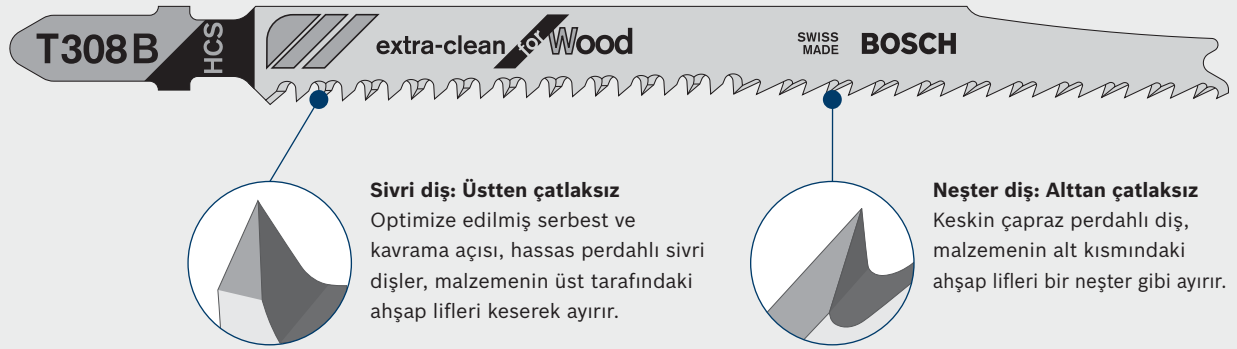 T308B
HCS
extra-clean for Wood
SWISS
MADE
BOSCH
Sivri diş: Üstten çatlaksız
Optimize edilmiş serbest ve
kavrama açısı, hassas perdahlı sivri
dişler, malzemenin üst tarafındaki
ahşap lifleri keserek ayırır.
Neşter diş: Alttan çatlaksız
Keskin çapraz perdahlı diş,
malzemenin alt kısmındaki
ahşap lifleri bir neşter gibi ayırır.